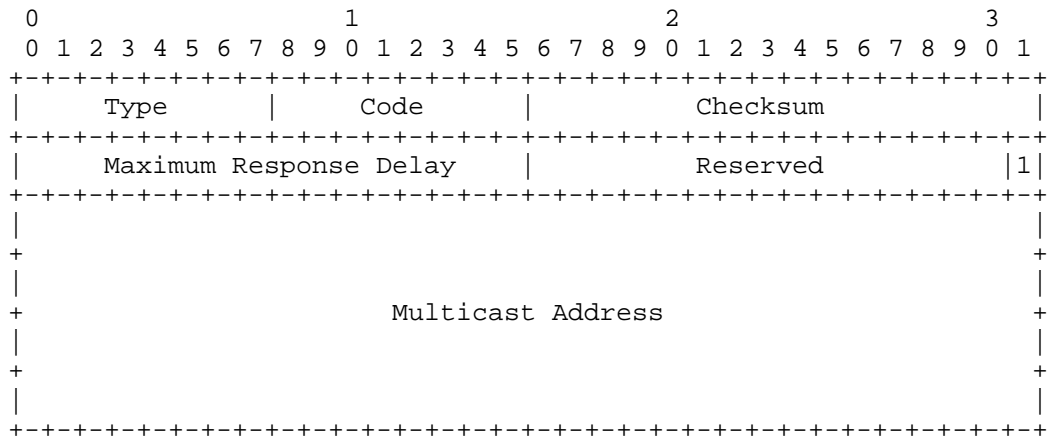 0                   1                   2                   3
 0 1 2 3 4 5 6 7 8 9 0 1 2 3 4 5 6 7 8 9 0 1 2 3 4 5 6 7 8 9 0 1
+-+-+-+-+-+-+-+-+-+-+-+-+-+-+-+-+-+-+-+-+-+-+-+-+-+-+-+-+-+-+-+-+
|     Type      |     Code      |          Checksum             |
+-+-+-+-+-+-+-+-+-+-+-+-+-+-+-+-+-+-+-+-+-+-+-+-+-+-+-+-+-+-+-+-+
|     Maximum Response Delay    |          Reserved           |1|
+-+-+-+-+-+-+-+-+-+-+-+-+-+-+-+-+-+-+-+-+-+-+-+-+-+-+-+-+-+-+-+-+
|                                                               |
+                                                               +
|                                                               |
+                       Multicast Address                       +
|                                                               |
+                                                               +
|                                                               |
+-+-+-+-+-+-+-+-+-+-+-+-+-+-+-+-+-+-+-+-+-+-+-+-+-+-+-+-+-+-+-+-+